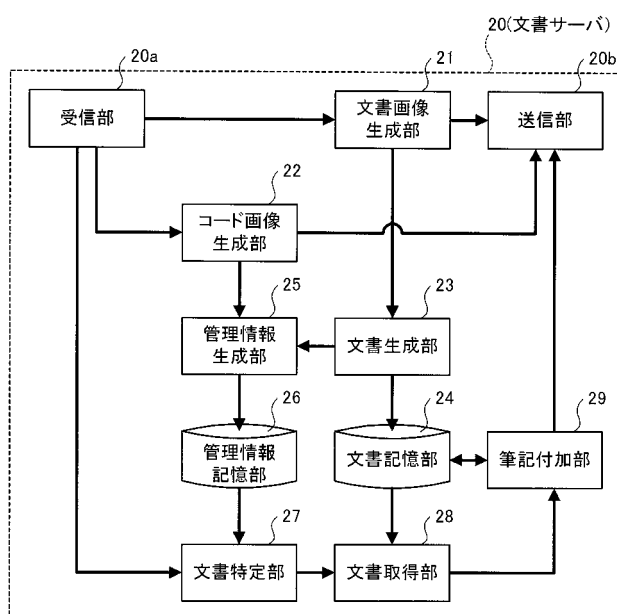 20(文書サーバ)
20a
21
20b
受信部
文書画像
生成部
送信部
22
コード画像
生成部
25
23
管理情報
生成部
文書生成部
26
24
29
管理情報
記憶部
文書記憶部
筆記付加部
27
28
文書特定部
文書取得部